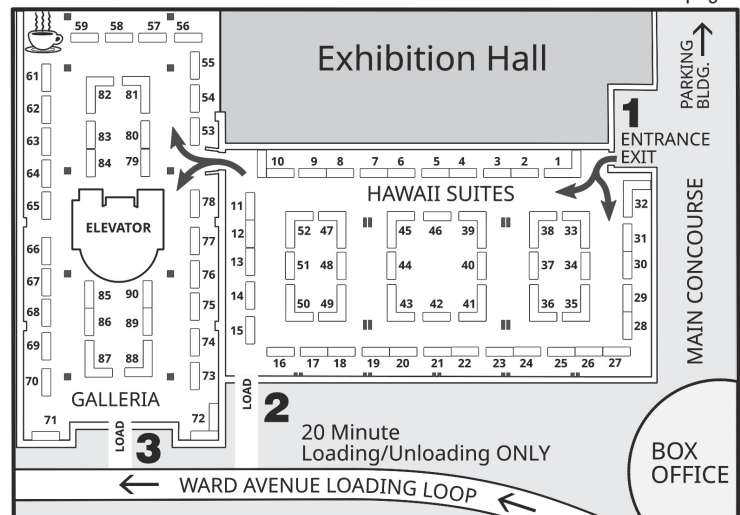 59 58 57 56
Exhibition Hall
PARKING
BLDG.
55
61
82 81
54
62
1
ENTRANCE
EXIT
53
63
83 80
84 79
10 9 8 7 6 5 4 3 2 1
64
HAWAII SUITES
65
78
11
32
ELEVATOR
52 47
45 46 39
38 33
12
77
31
66
51 48
44
40
37 34
13
30
67
76
MAIN CONCOURSE
85 90
14
29
50 49
43 42 41
36 35
68
75
86 89
15
28
69
74
87 88
16 17 18 19 20 21 22 23 24 25 26 27
70
73
GALLERIA
LOAD
2
71
72
LOAD
3
20 Minute
Loading/Unloading ONLY
BOX
OFFICE
WARD AVENUE LOADING LOOP